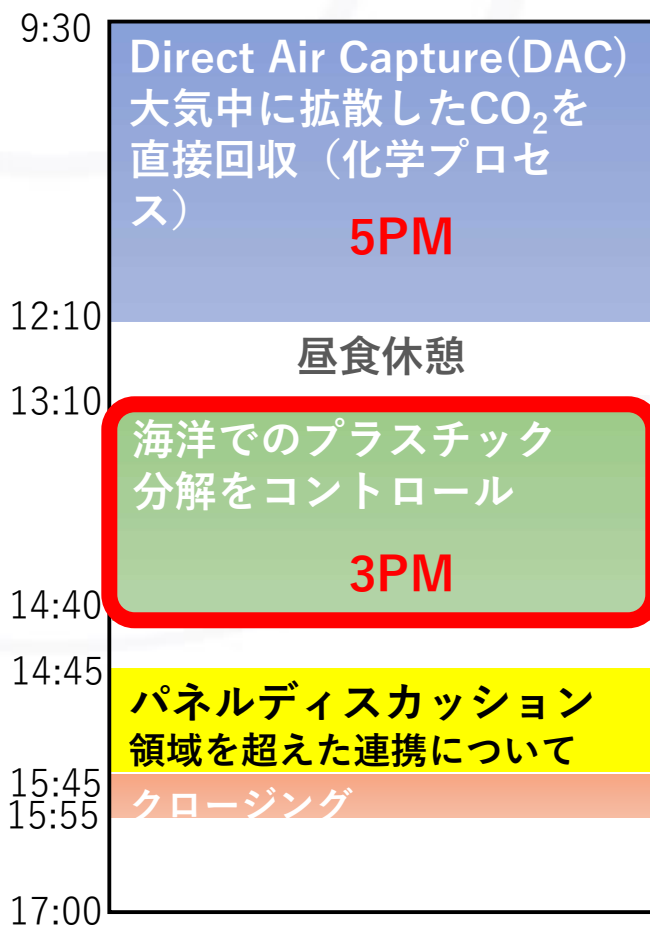 9:30
Direct Air Capture(DAC)
大気中に拡散したCO₂を
直接回収（化学プロセ
ス）
5PM
12:10
昼食休憩
13:10
海洋でのプラスチック
分解をコントロール
3PM
14:40
14:45
パネルディスカッション
領域を超えた連携について
15:45
クロージング
15:55
17:00